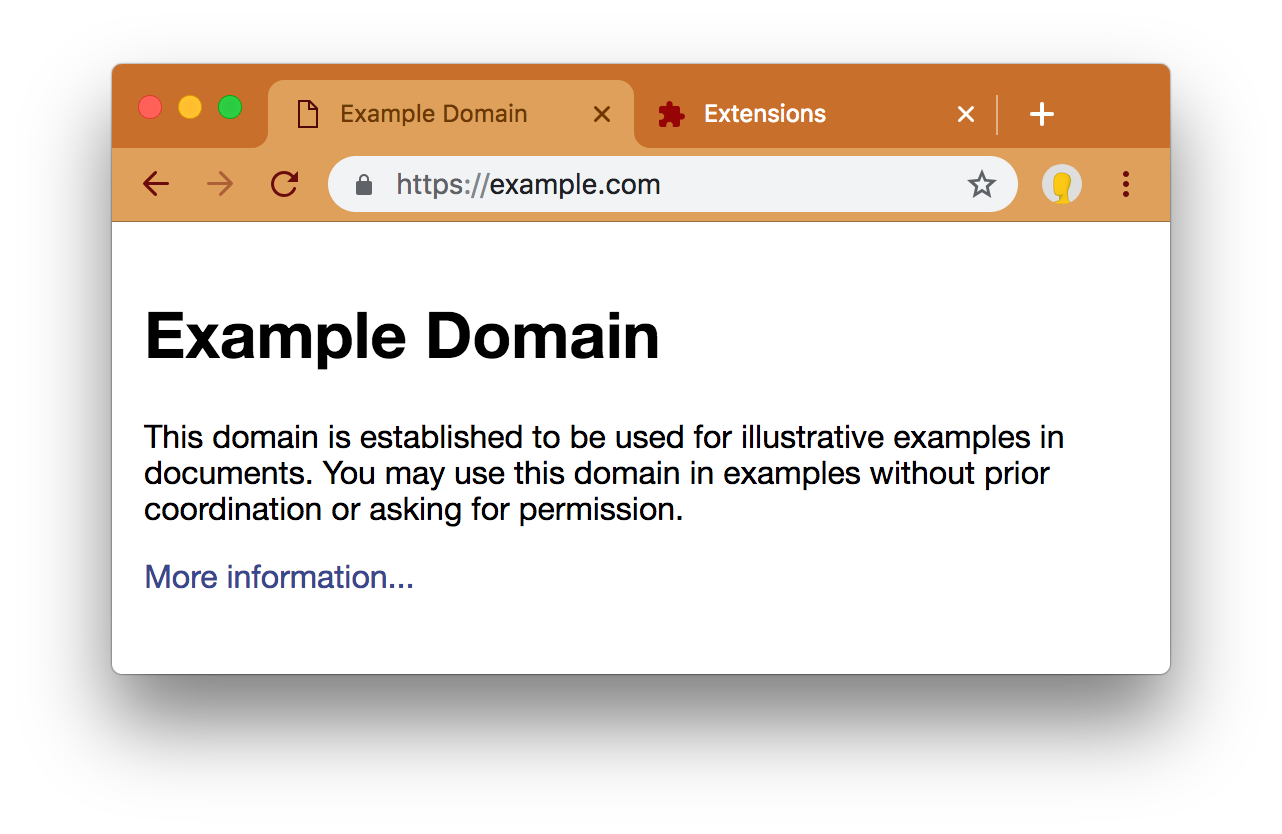 Example Domain
Extensions
https://example.com
Example Domain
This domain is established to be used for illustrative examples in
documents. You may use this domain in examples without prior
coordination or asking for permission.
More information...